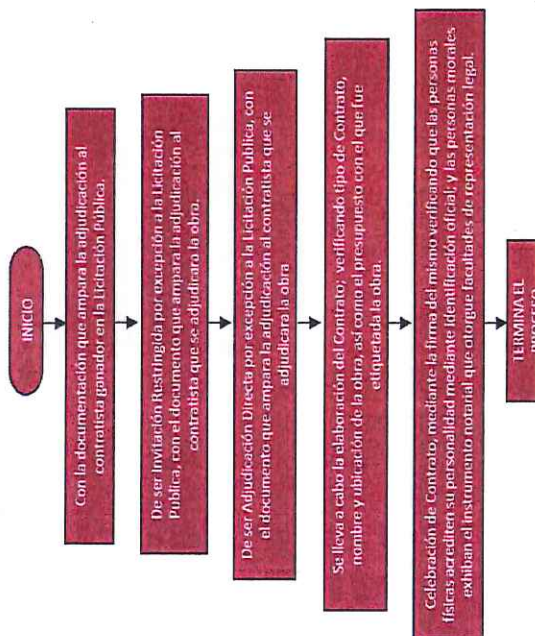 INICIO
Con la documentación que ampara la adjudicación al
contratista ganador en la Licitación Pública.
De ser Invitación Restringida por excepción a la Licitación
Publica, con el documento que ampara la adjudicación al
contratista que se adjudirara la obra.
De ser Adjudicación Directa por excepción a la Licitación Publica, con
el documento que ampara la adjudicación al contratista que se
adjudicara la obra
Se lleva a cabo la elaboración del Contrato; verificando tipo de Contrato,
nombre y ubicación de la obra, así como el presupuesto con el que fue
etiquetada la obra.
Celebración de Contrato, mediante la firma del mismo verificando que las personas
físicas acrediten su personalidad mediante identificación oficial; y las personas morales
exhiban el instrumento notarial que otorgue facultades de representación legal.
TERMINA EL
PROCESO